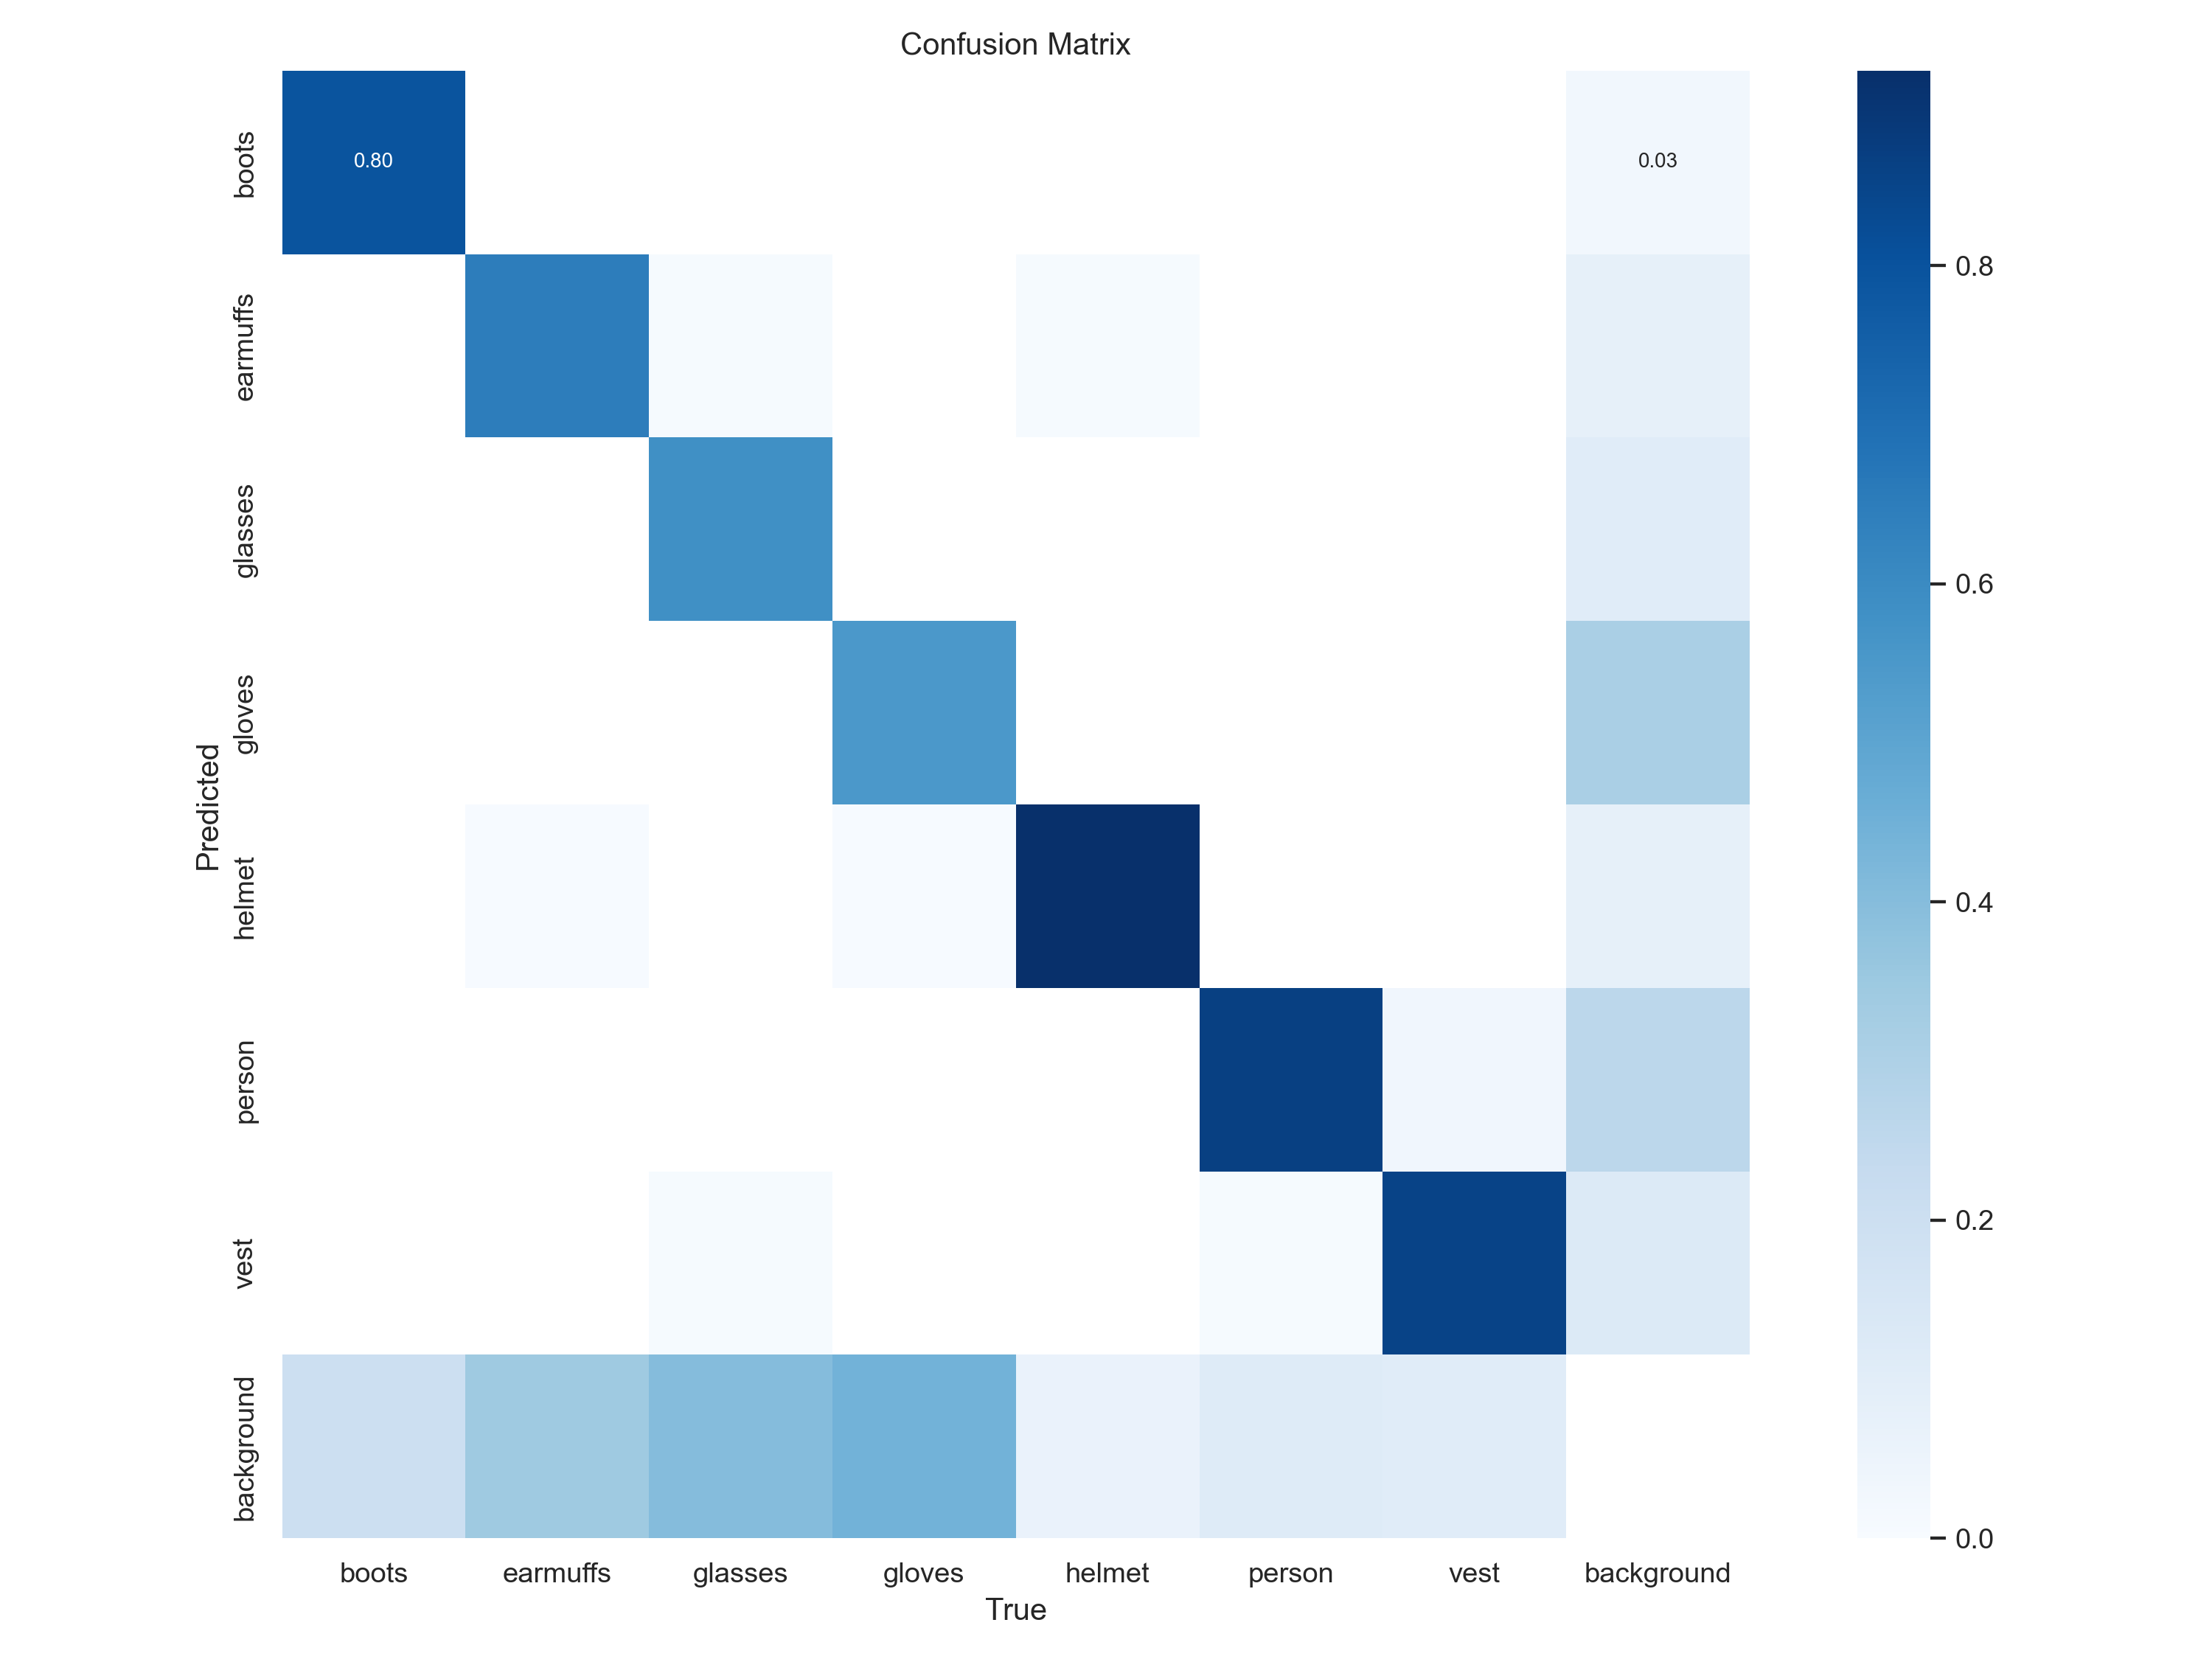 Confusion Matrix
boots
0.80
0.03
earmuffs
glasses
gloves
helmet
person
vest
background
Predicted
boots earmuffs glasses gloves helmet person vest background
True
0.8
0.6
0.4
0.2
0.0